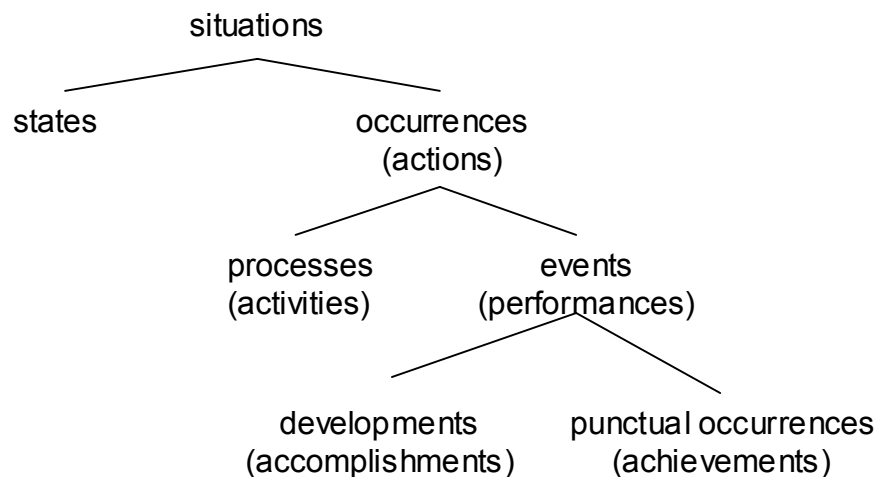 situations
states occurrences
(actions)
processes events
(activities) (performances)
developments punctual occurrences
(accomplishments) (achievements)